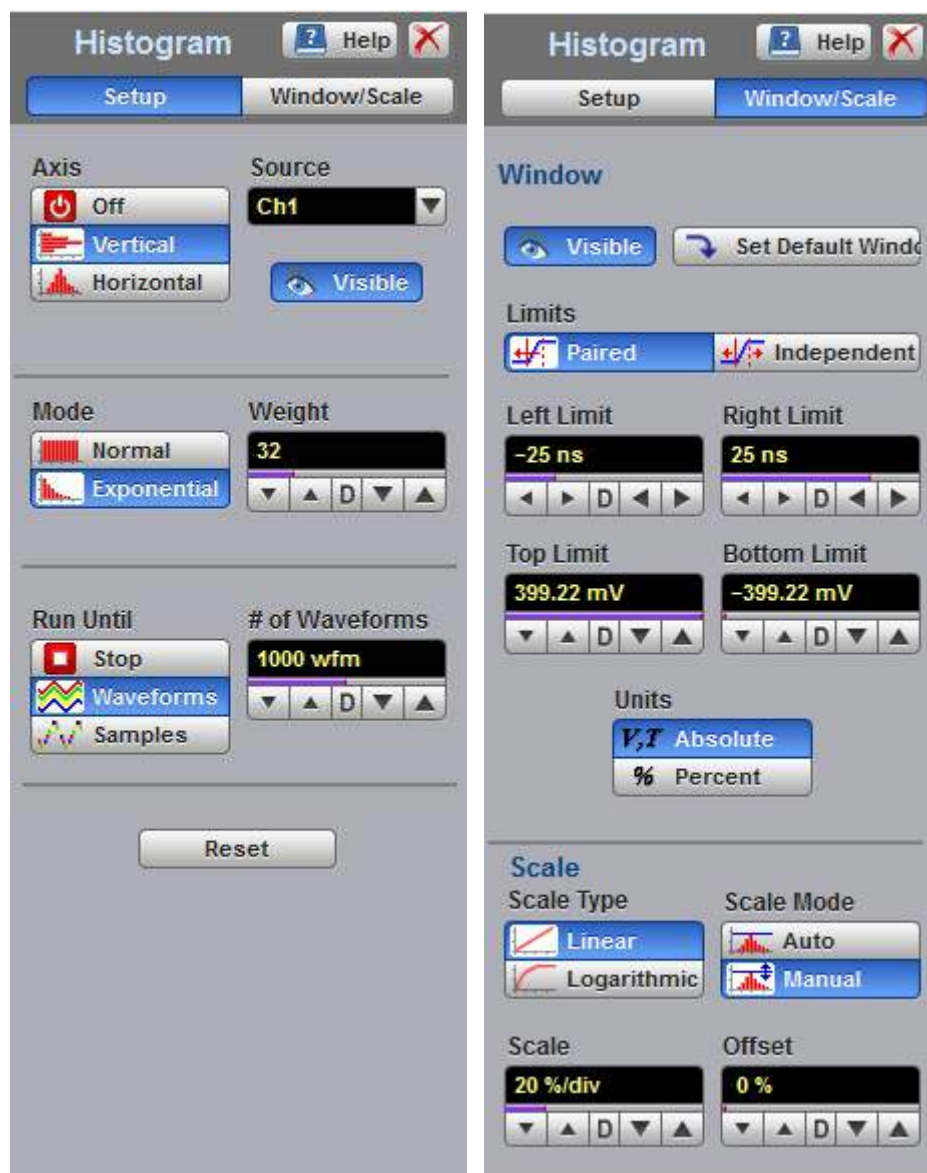 Histogram
Help
Setup
Window/Scale
Axis
Source
Off
Vertical
Horizontal
Ch1
Visible
Mode
Weight
Normal
Exponential
32
D
Run Until
# of Waveforms
Stop
Waveforms
Samples
1000 wfm
D
Reset
Histogram
Help
Setup
Window/Scale
Window
Visible
Set Default Windo
Limits
Paired
Independent
Left Limit
Right Limit
−25 ns
25 ns
D
D
Top Limit
Bottom Limit
399.22 mV
−399.22 mV
D
D
Units
V,T Absolute
% Percent
Scale
Scale Type
Scale Mode
Linear
Auto
Logarithmic
Manual
Scale
Offset
20 %/div
0 %
D
D